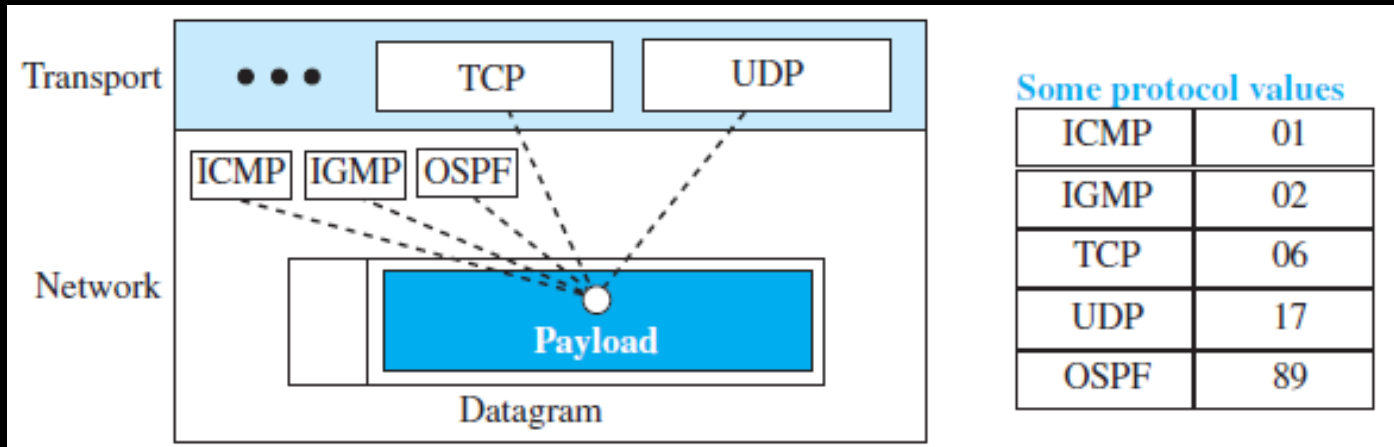 Transport
TCP
UDP
ICMP
IGMP
OSPF
Network
Payload
Datagram
Some protocol values
ICMP 01
IGMP 02
TCP 06
UDP 17
OSPF 89